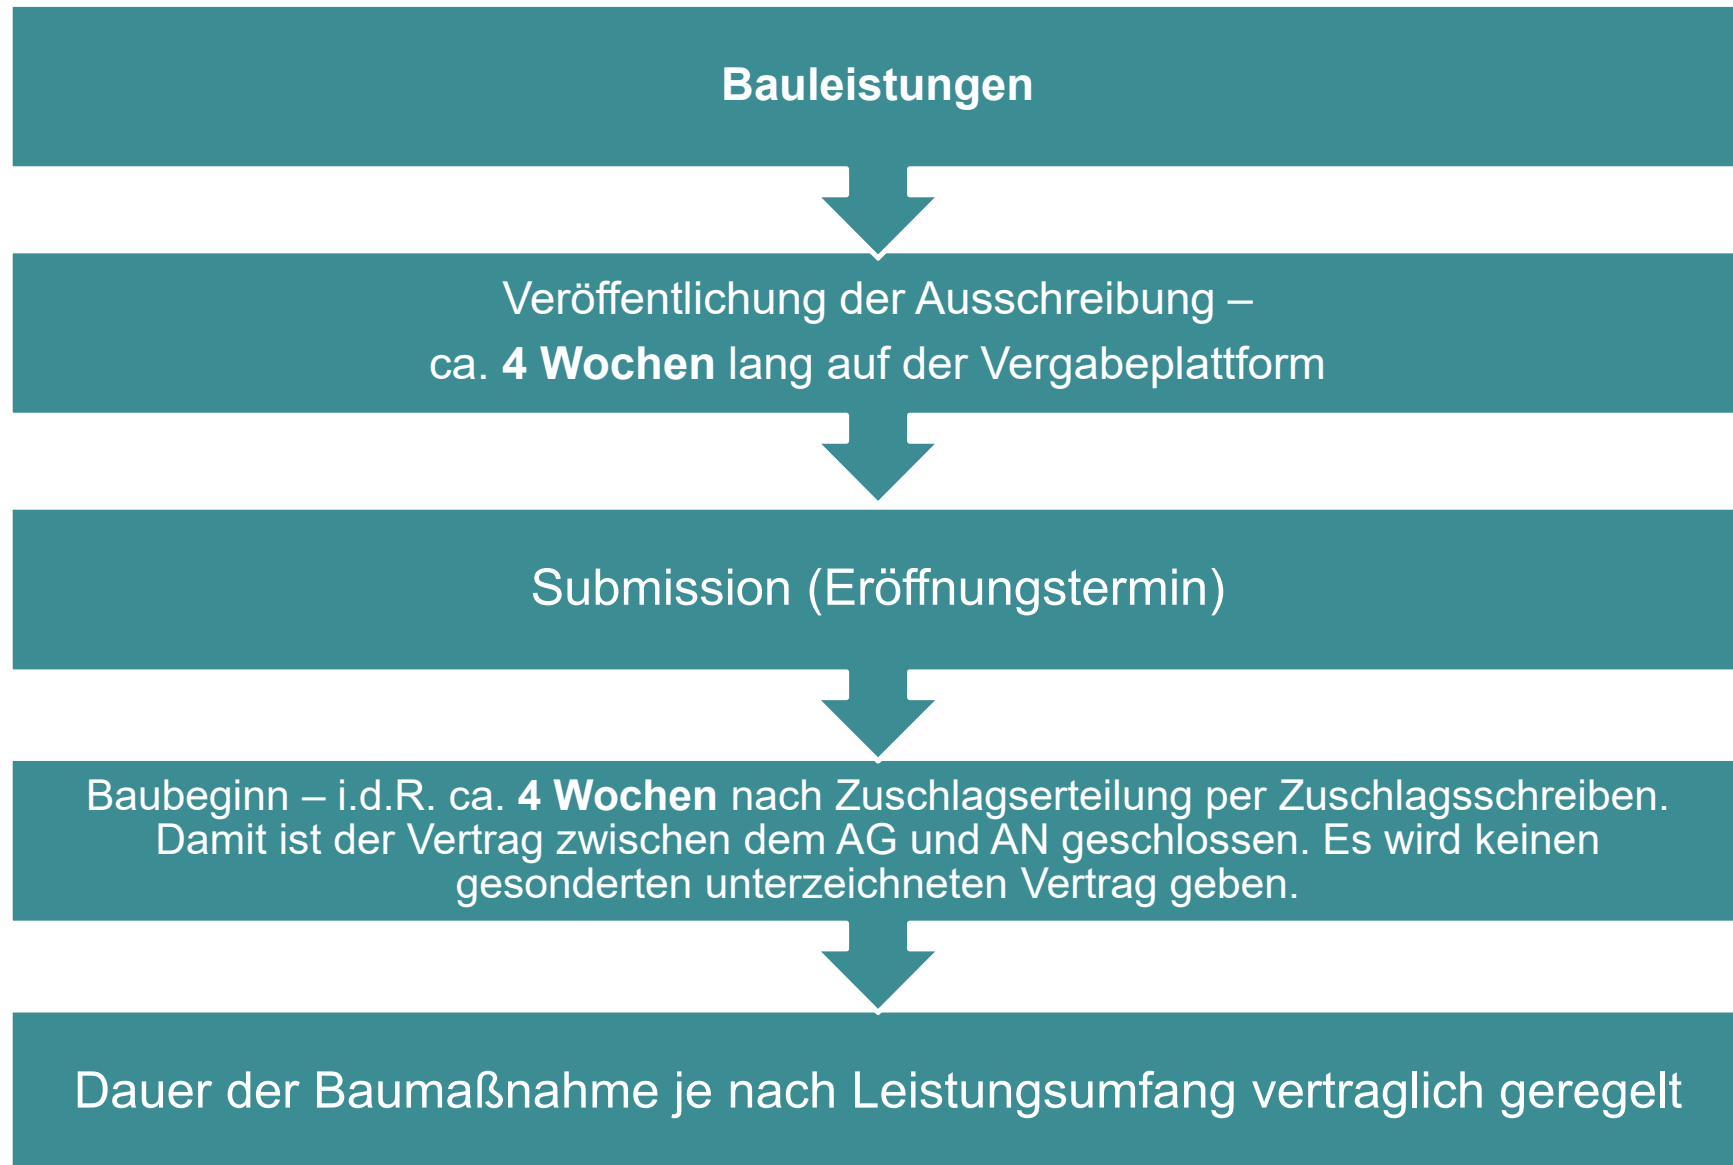 Bauleistungen
Veröffentlichung der Ausschreibung –
ca. 4 Wochen lang auf der Vergabeplattform
Submission (Eröffnungstermin)
Baubeginn – i.d.R. ca. 4 Wochen nach Zuschlagserteilung per Zuschlagsschreiben.
Damit ist der Vertrag zwischen dem AG und AN geschlossen. Es wird keinen
gesonderten unterzeichneten Vertrag geben.
Dauer der Baumaßnahme je nach Leistungsumfang vertraglich geregelt